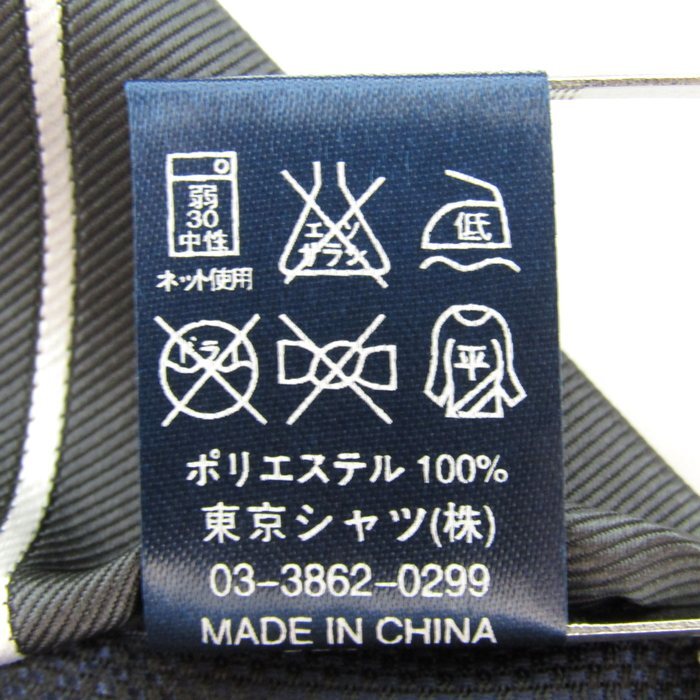 弱
30
中性
ネット使用
エンソ
サラシ
低
ドライ
平
ポリエステル 100%
東京シャツ(株)
03-3862-0299
MADE IN CHINA